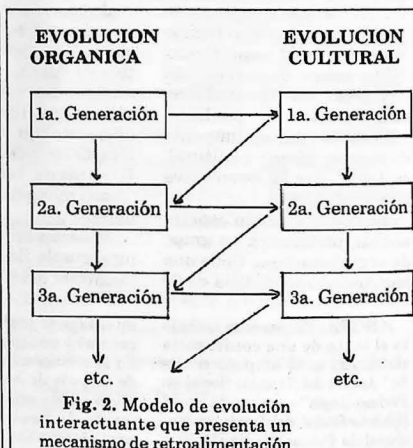 EVOLUCION EVOLUCION
ORGANICA CULTURAL
1a. Generación 1a. Generación
2a. Generación 2a. Generación
3a. Generación 3a. Generación
etc. etc.
Fig. 2. Modelo de evolución
interactuante que presenta un
mecanismo de retroalimentación